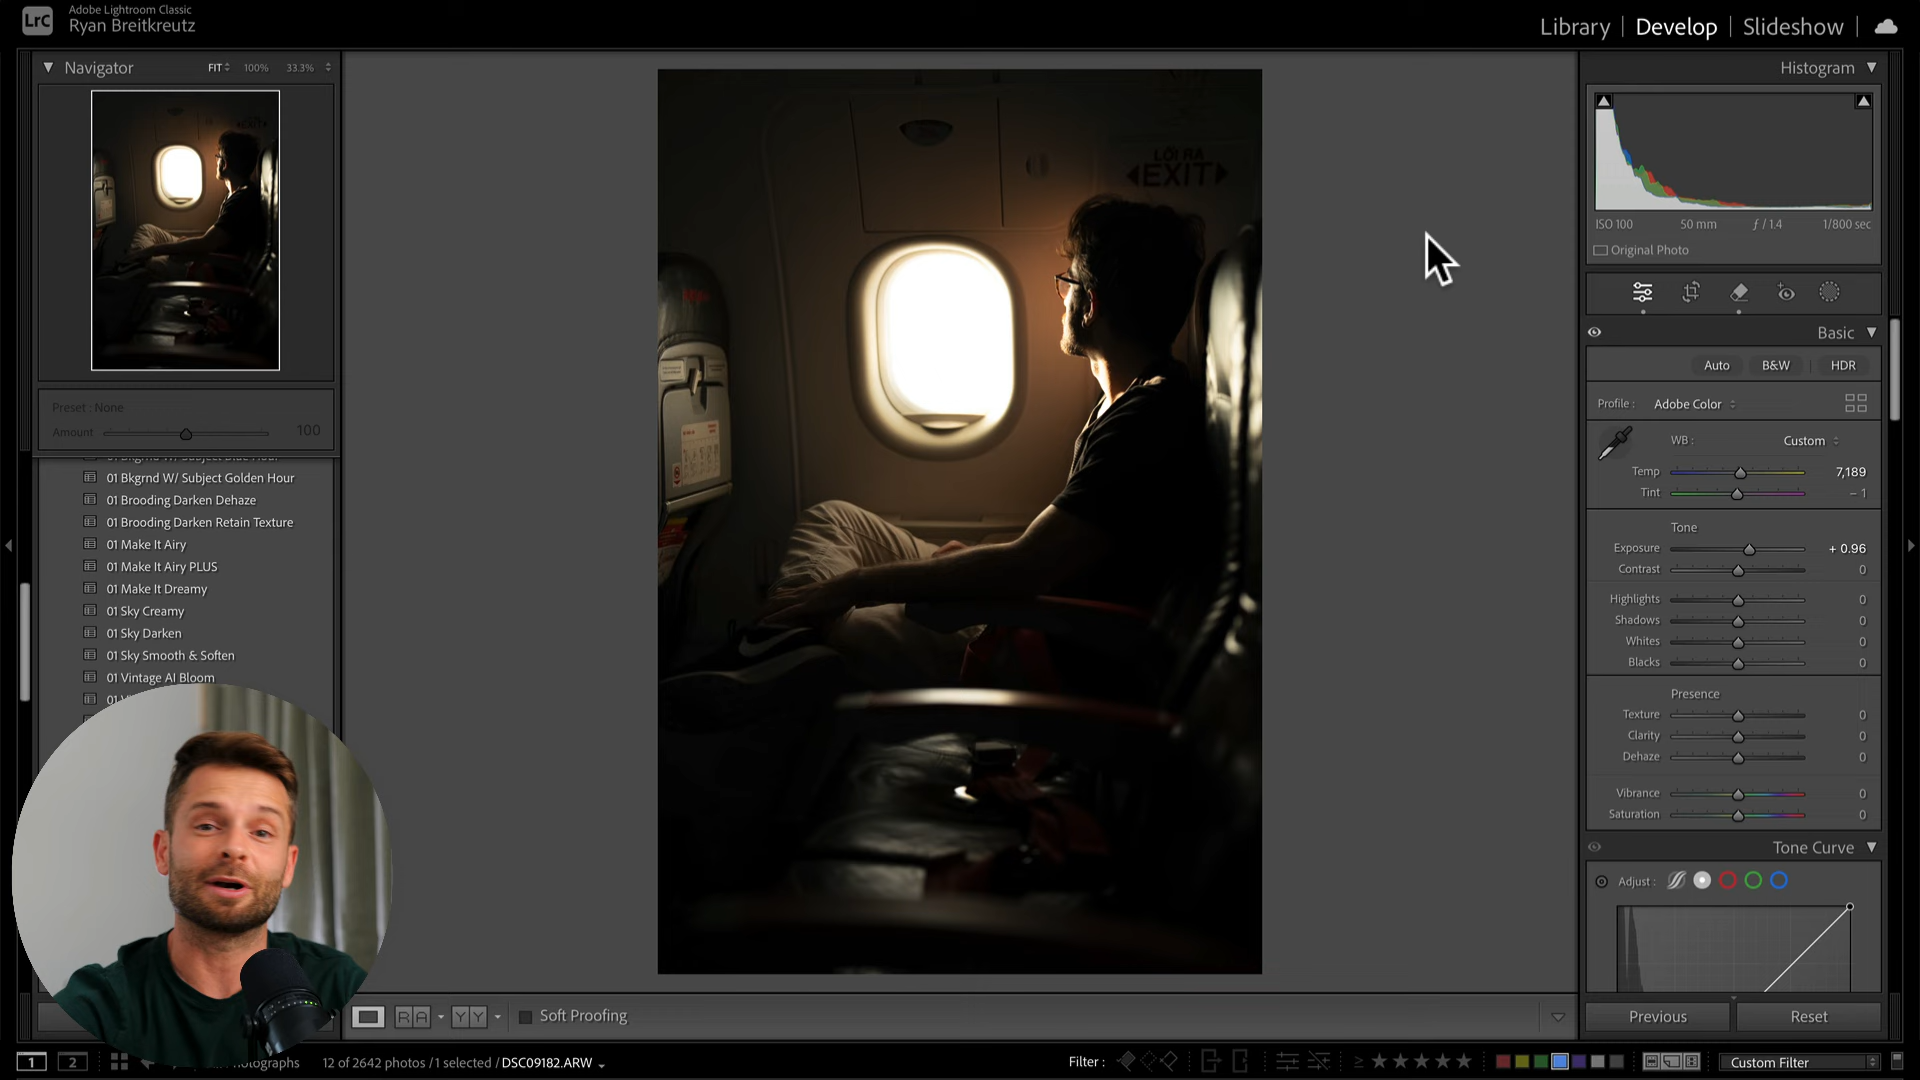 LrC
Adobe Lightroom Classic
Ryan Breitkreutz
Library
Develop
Slideshow
Navigator
FIT
100%
33.3%
Preset : None
Amount
100
01 Bkgrnd W/ Subject Golden Hour
01 Brooding Darken Dehaze
01 Brooding Darken Retain Texture
01 Make It Airy
01 Make It Airy PLUS
01 Make It Dreamy
01 Sky Creamy
01 Sky Darken
01 Sky Smooth & Soften
01 Vintage AI Bloom
LỐI RA
EXIT
Histogram
ISO 100
50 mm
ƒ / 1.4
1/800 sec
Original Photo
Basic
Auto
B&W
HDR
Profile :
Adobe Color
WB :
Custom
Temp
7,189
Tint
– 1
Tone
Exposure
+ 0.96
Contrast
0
Highlights
0
Shadows
0
Whites
0
Blacks
0
Presence
Texture
0
Clarity
0
Dehaze
0
Vibrance
0
Saturation
0
Tone Curve
Adjust :
Previous
Reset
R A
Y Y
Soft Proofing
1
2
12 of 2642 photos / 1 selected / DSC09182.ARW
Filter :
≥
Custom Filter